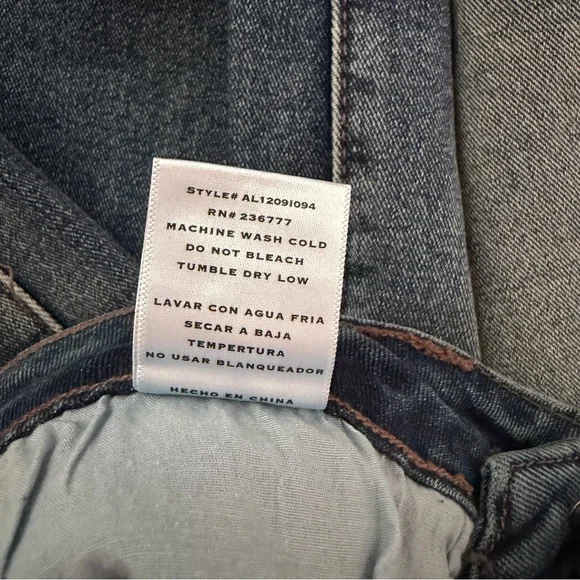 STYLE# AL12091094
RN# 236777
MACHINE WASH COLD
DO NOT BLEACH
TUMBLE DRY LOW
LAVAR CON AGUA FRIA
SECAR A BAJA
TEMPERTURA
NO USAR BLANQUEADOR
HECHO EN CHINA